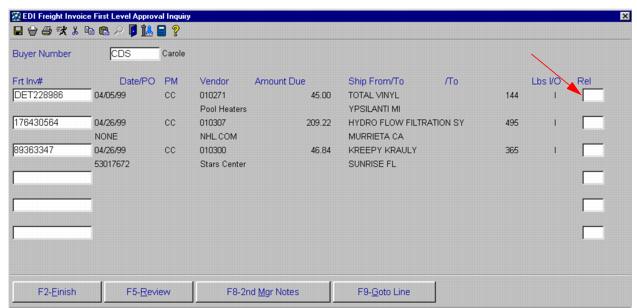 EDI Freight Invoice First Level Approval Inquiry
Buyer Number CDS Carole
Frt Inv# Date/PO PM Vendor Amount Due Ship From/To /To Lbs I/O Rel
DET228986 04/05/99 CC 010271 45.00 TOTAL VINYL 144 I
Pool Heaters YPSILANTI MI
176430564 04/26/99 CC 010307 209.22 HYDRO FLOW FILTRATION SY 495 I
NONE NHL.COM MURRIETA CA
89363347 04/26/99 CC 010300 46.84 KREEPY KRAULY 365 I
53017672 Stars Center SUNRISE FL
F2-Finish F5-Review F8-2nd Mgr Notes F9-Goto Line